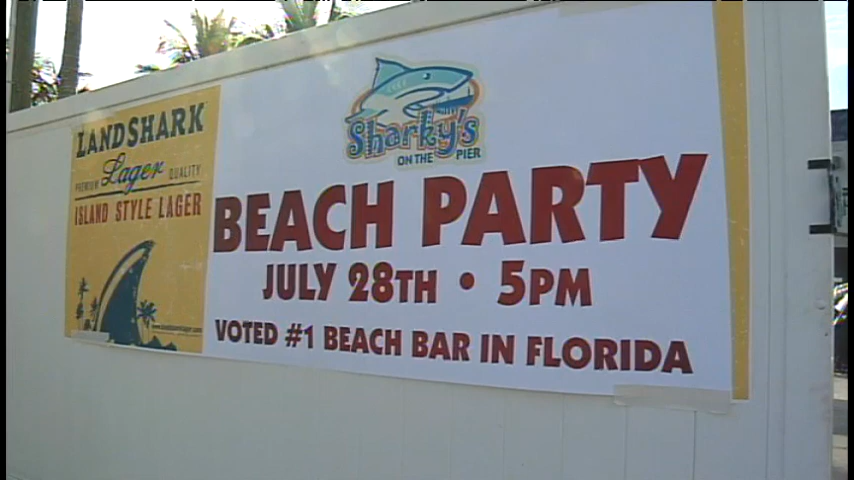 LANDSHARK
Lager
PREMIUM QUALITY
ISLAND STYLE LAGER
Sharky's
ON THE PIER
BEACH PARTY
JULY 28TH • 5PM
VOTED #1 BEACH BAR IN FLORIDA